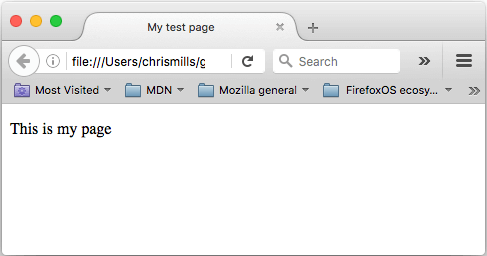 My test page
file:///Users/chrismills/g
Search
Most Visited MDN Mozilla general FirefoxOS ecosy...
This is my page